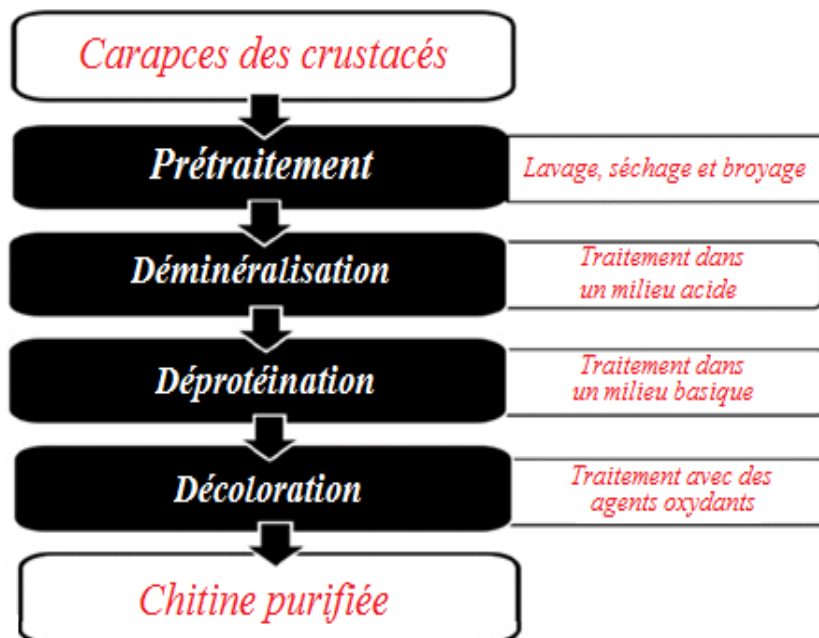 Carapces des crustacés
Prétraitement
Lavage, séchage et broyage
Déminéralisation
Traitement dans
un milieu acide
Déprotéination
Traitement dans
un milieu basique
Décoloration
Traitement avec des
agents oxydants
Chitine purifiée